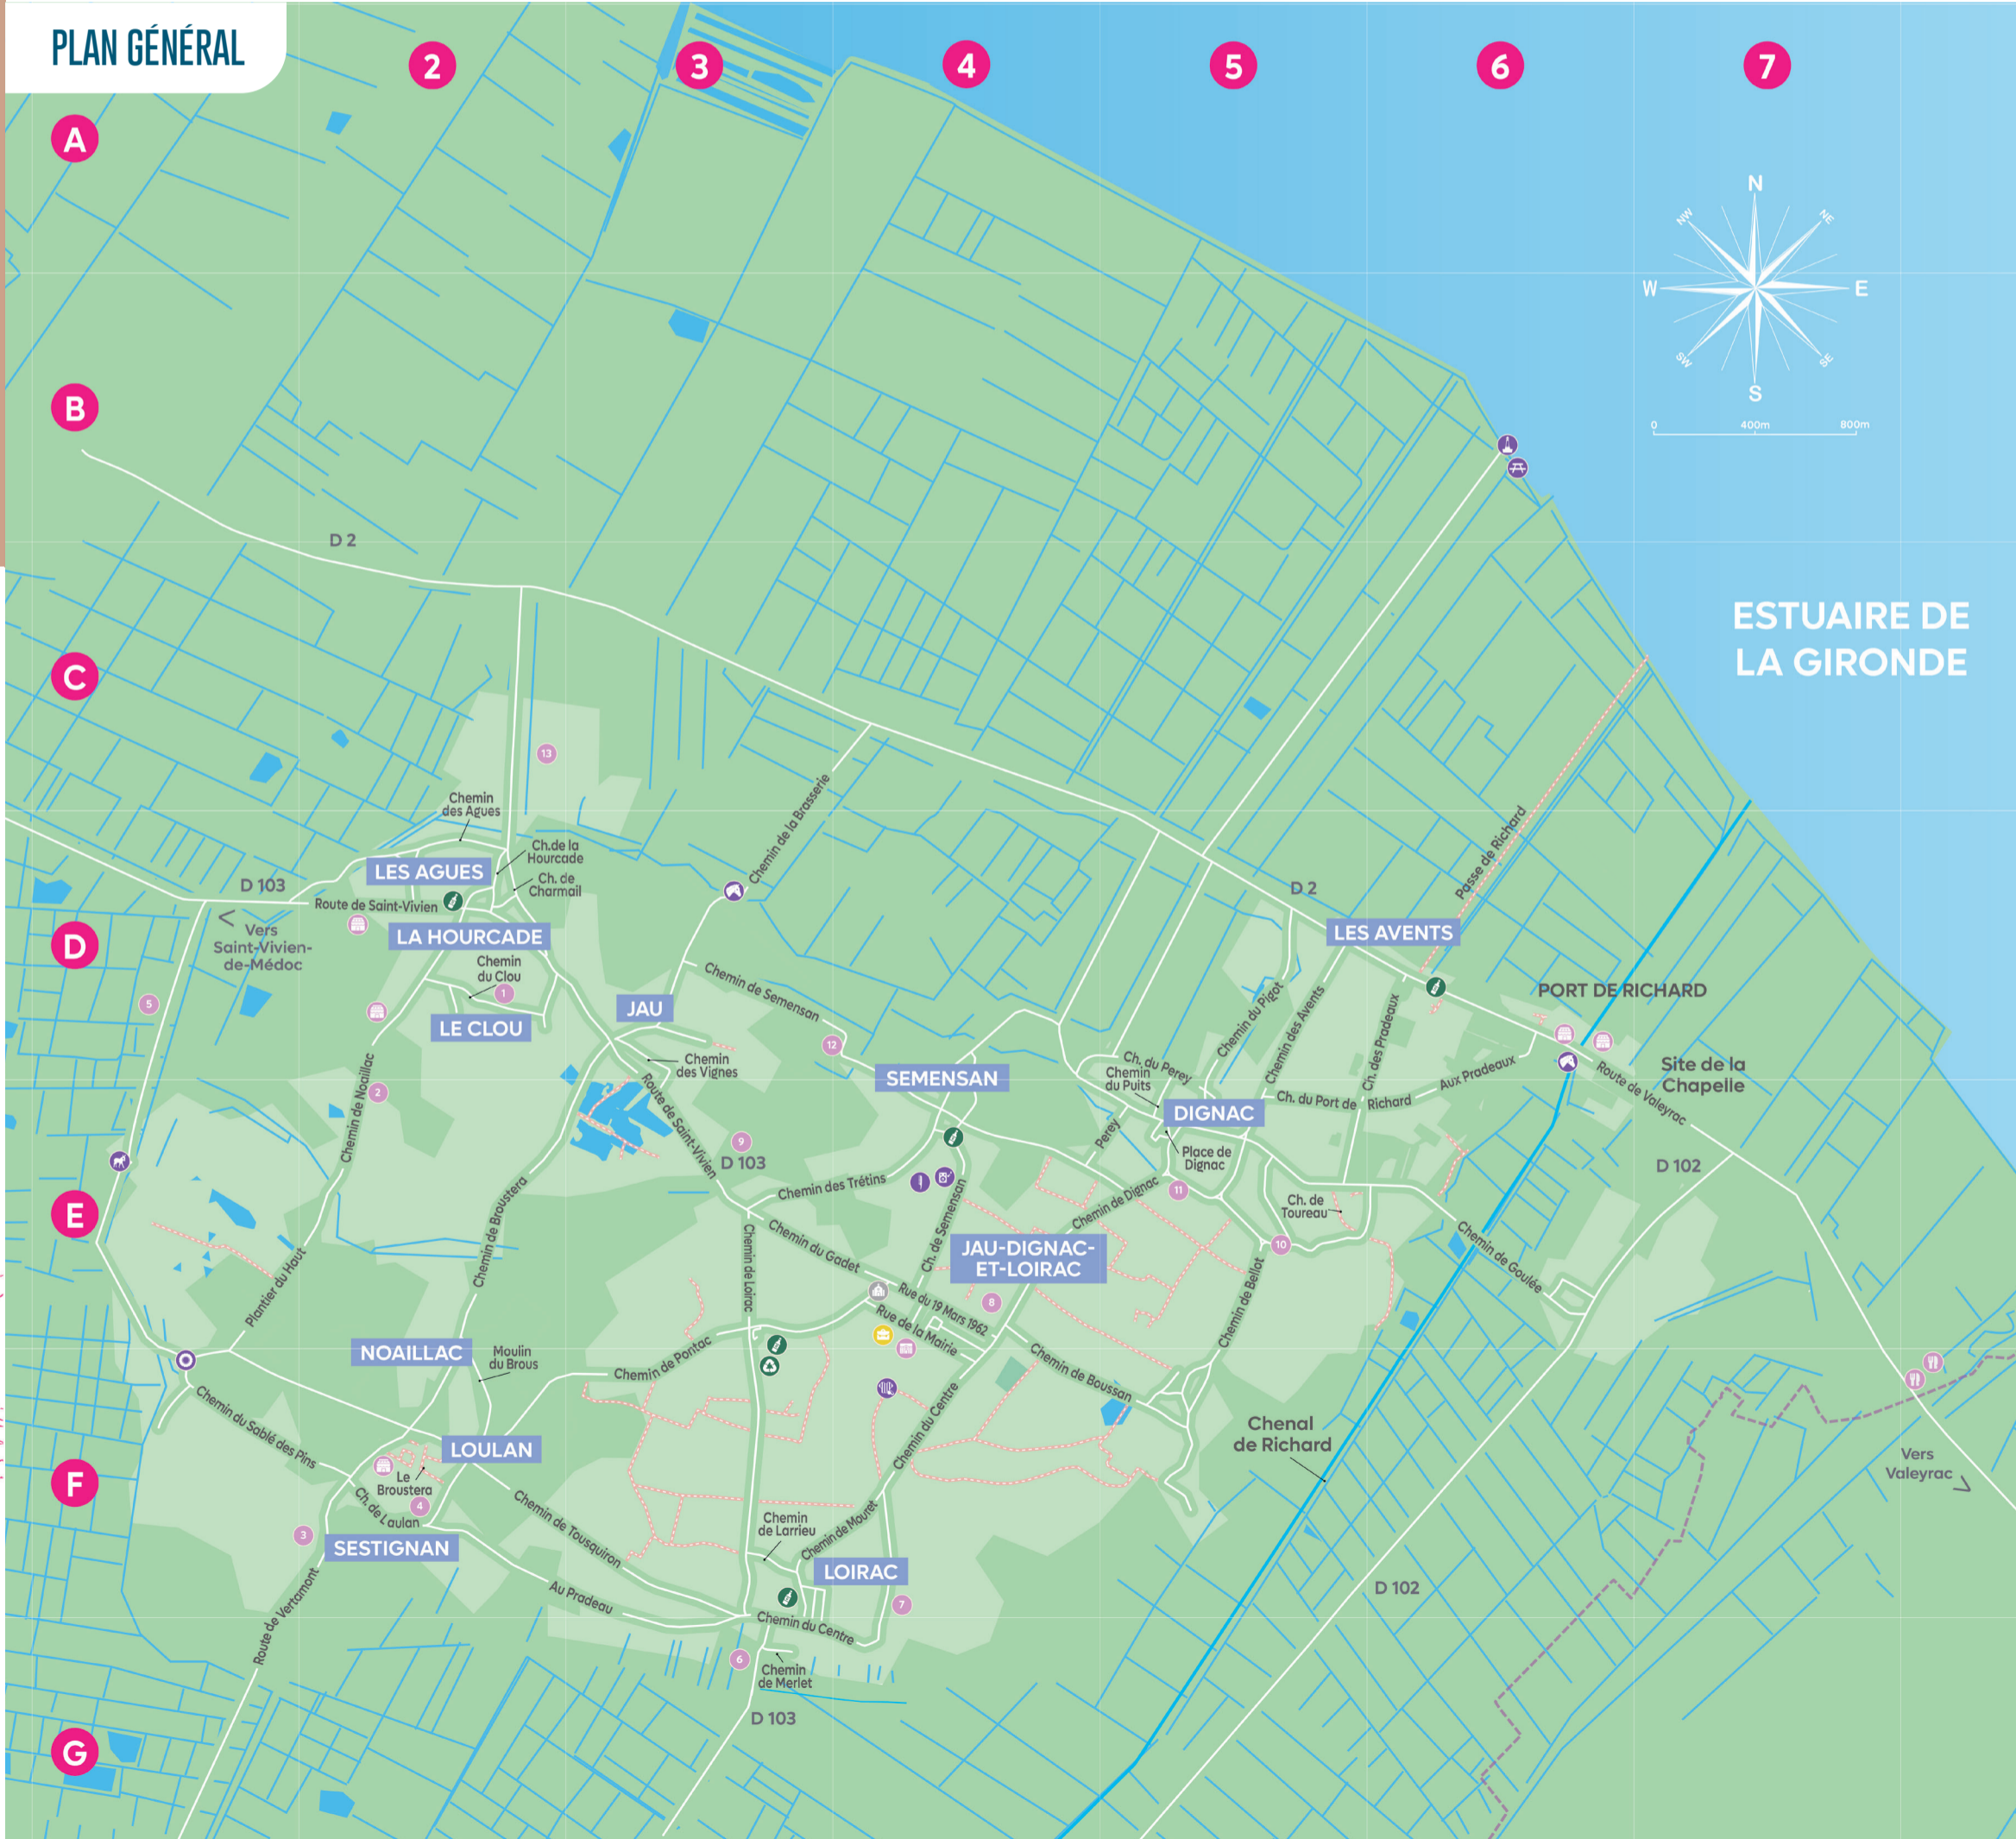 PLAN GÉNÉRAL
2
3
4
5
6
7
A
B
C
D
E
F
G
N
NE
E
SE
S
SW
W
NW
0
400m
800m
ESTUAIRE DE
LA GIRONDE
D 2
13
Chemin
des Agues
Ch.de la
Hourcade
Ch. de
Charmail
LES AGUES
D 103
Route de Saint-Vivien
Vers
Saint-Vivien-
de-Médoc
LA HOURCADE
Chemin
du Clou
1
LE CLOU
5
JAU
Chemin de la Brasserie
Chemin de Semensan
12
Chemin
des Vignes
SEMENSAN
D 2
LES AVENTS
Passe de Richard
PORT DE RICHARD
Site de la
Chapelle
Route de Valeyrac
Chemin du Pigot
Chemin des Avents
Ch. des Pradeaux
Aux Pradeaux
Ch. du Perey
Chemin
du Puits
DIGNAC
Ch. du Port de Richard
Perey
Place de
Dignac
2
Chemin de Noaillac
Route de Saint-Vivien
9
D 103
Chemin des Trétins
Chemin de Dignac
11
Ch. de
Toureau
D 102
Chemin de Goulée
10
Chemin de Bellot
Ch. de Semensan
JAU-DIGNAC-
ET-LOIRAC
8
Chemin de Broustera
Chemin de Loirac
Chemin du Gadet
Rue du 19 Mars 1962
Rue de la Mairie
Plantier du Haut
NOAILLAC
Moulin
du Brous
Chemin de Pontac
Chemin de Boussan
Chemin du Centre
Chenal
de Richard
Vers
Valeyrac
Chemin du Sablé des Pins
LOULAN
Le
Broustera
4
Ch. de Laulan
3
SESTIGNAN
Chemin de Tousquiron
Chemin
de Larrieu
Chemin de Mouret
LOIRAC
Au Pradeau
7
D 102
Chemin du Centre
Route de Vertamont
6
Chemin
de Merlet
D 103